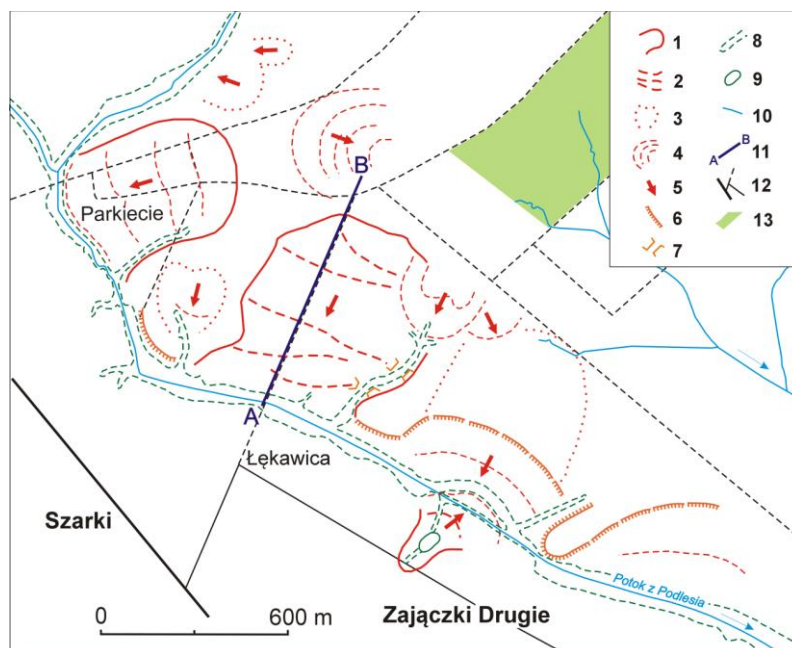 1 8
2 9
3 10
4 11 A B
5 12
6 13
7
B
Parkiecie
A
Łękawica
Szarki
Potok z Podlesia
0 600 m
Zajączki Drugie